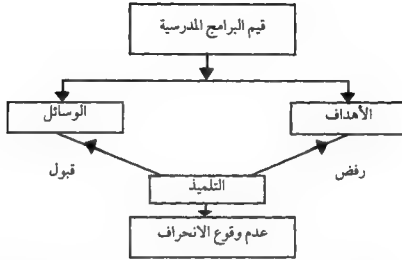 قيم البرامج المدرسية
الأهداف
الوسائل
رفض
قبول
التلميذ
عدم وقوع الانحراف